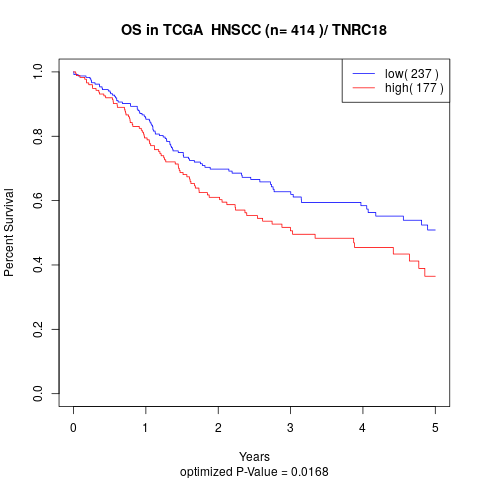 OS in TCGA  HNSCC (n= 414 )/ TNRC18
low( 237 )
high( 177 )
Percent Survival
1.0
0.8
0.6
0.4
0.2
0.0
0 1 2 3 4 5
Years
optimized P-Value = 0.0168